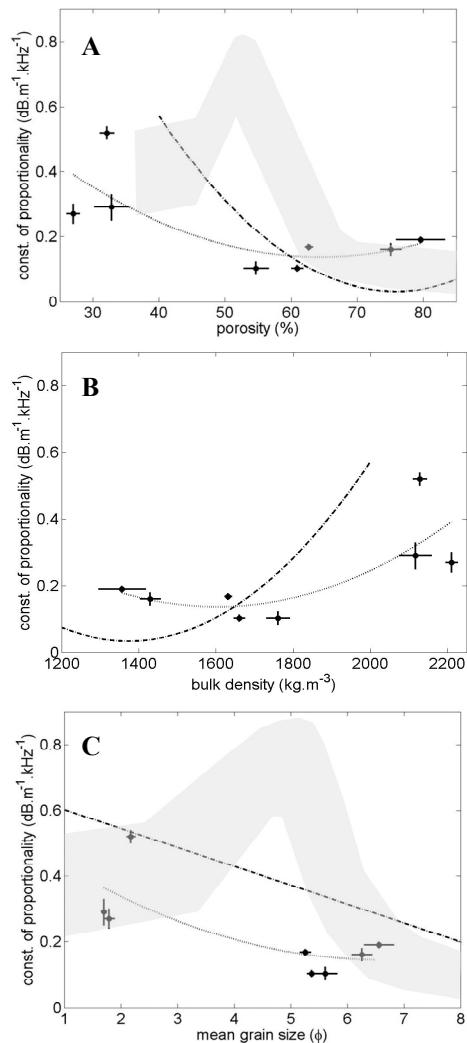 A
const. of proportionality (dB.m⁻¹.kHz⁻¹)
0.8
0.6
0.4
0.2
0
30 40 50 60 70 80
porosity (%)
B
const. of proportionality (dB.m⁻¹.kHz⁻¹)
0.8
0.6
0.4
0.2
0
1200 1400 1600 1800 2000 2200
bulk density (kg.m⁻³)
C
const. of proportionality (dB.m⁻¹.kHz⁻¹)
0.8
0.6
0.4
0.2
0
1 2 3 4 5 6 7 8
mean grain size (ϕ)